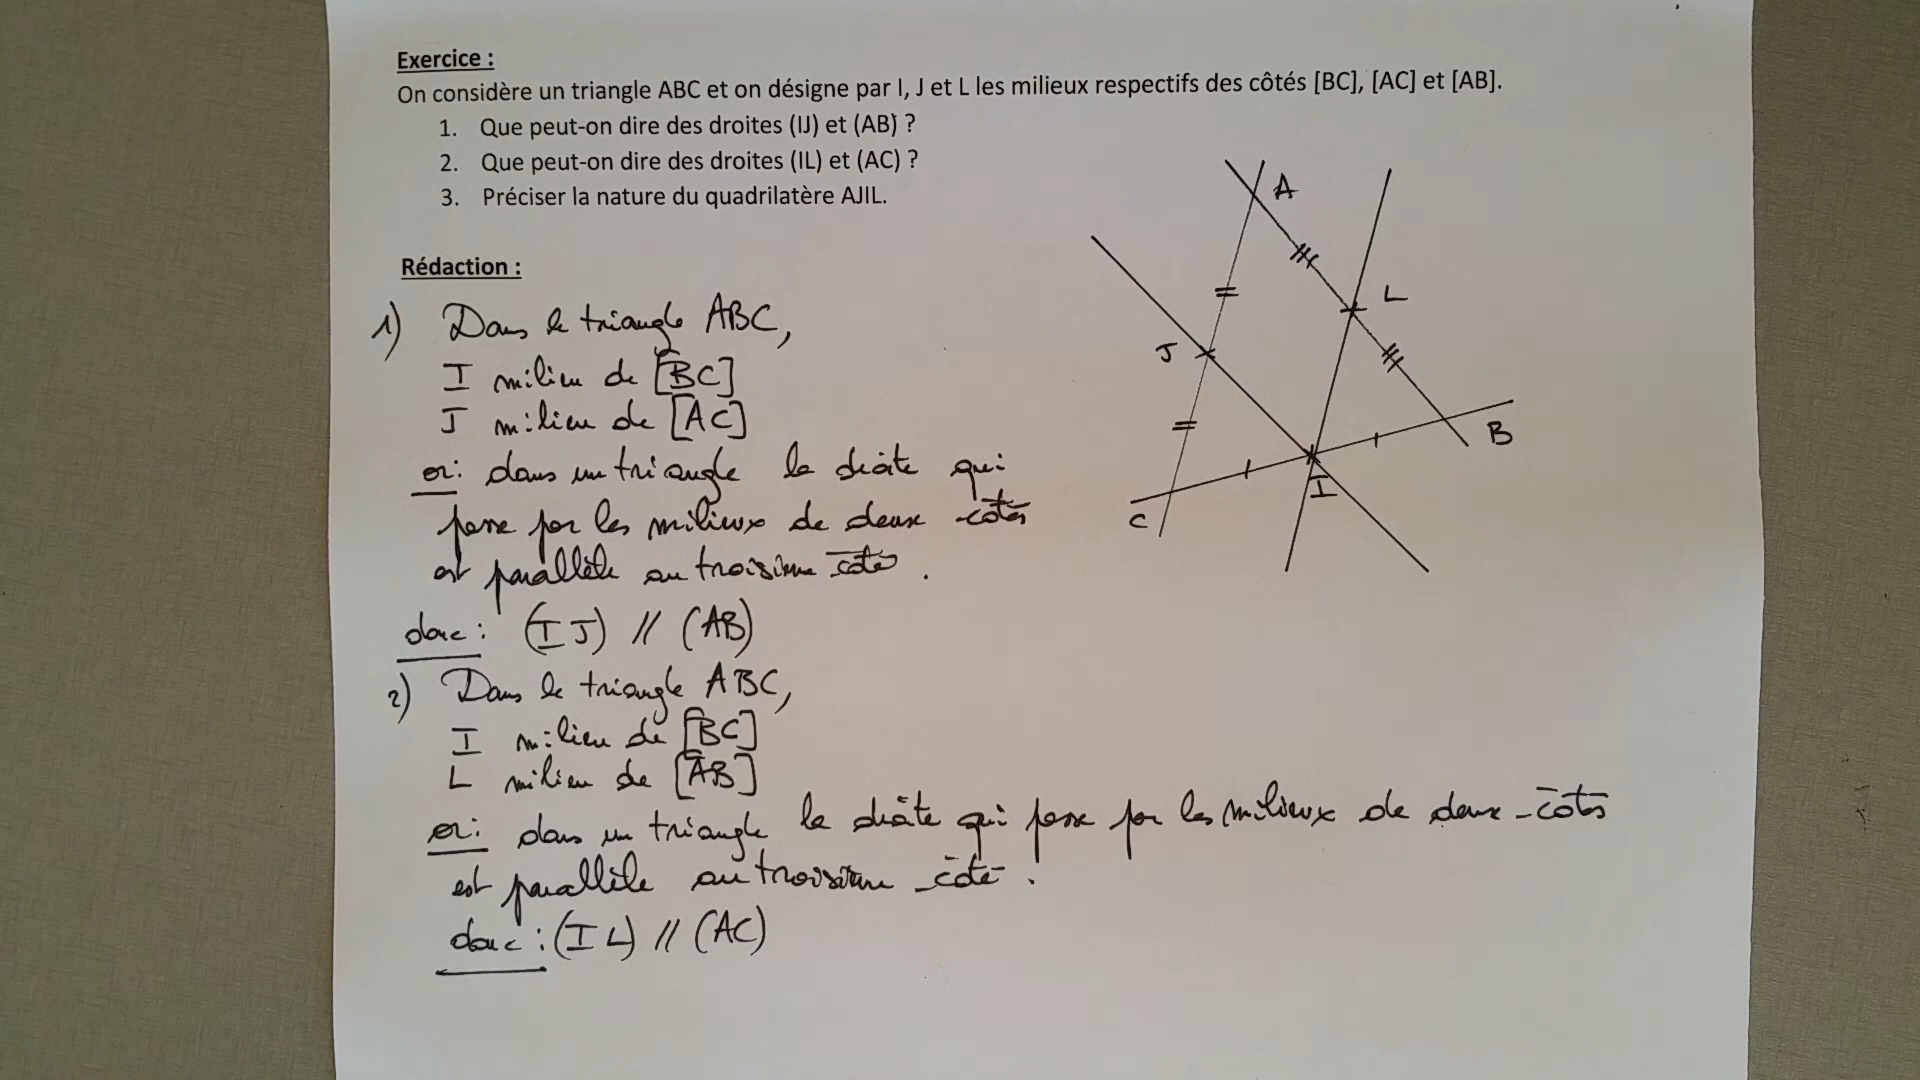 Exercice :
On considère un triangle ABC et on désigne par I, J et L les milieux respectifs des côtés [BC], [AC] et [AB].
1. Que peut-on dire des droites (IJ) et (AB) ?
2. Que peut-on dire des droites (IL) et (AC) ?
3. Préciser la nature du quadrilatère AJIL.
A
L
J
B
I
C
Rédaction :
1) Dans le triangle ABC,
I milieu de [BC]
J milieu de [AC]
or: dans un triangle la droite qui
passe par les milieux de deux côtés
est parallèle au troisième côté.
donc: (IJ) // (AB)
2) Dans le triangle ABC,
I milieu de [BC]
L milieu de [AB]
or: dans un triangle la droite qui passe par les milieux de deux côtés
est parallèle au troisième côté.
donc: (IL) // (AC)